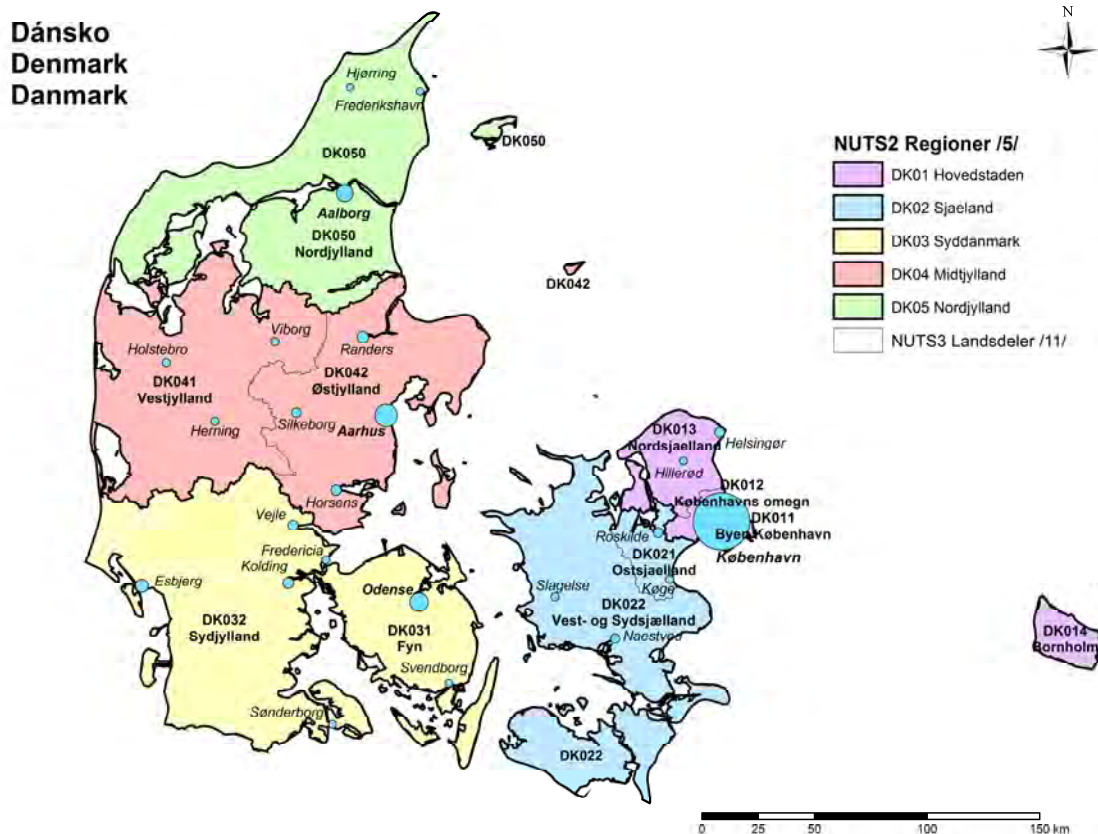 Dánsko
Denmark
Danmark
N
Hjørring
Frederikshavn
DK050
DK050
Aalborg
DK050
Nordjylland
DK042
NUTS2 Regioner /5/
DK01 Hovedstaden
DK02 Sjaeland
DK03 Syddanmark
DK04 Midtjylland
DK05 Nordjylland
NUTS3 Landsdeler /11/
Viborg
Randers
Holstebro
DK041
Vestjylland
DK042
Østjylland
Herning
Silkeborg
Aarhus
Horsens
DK013
Nordsjaelland
Helsingør
Hillerød
DK012
Københavns omegn
DK011
Byen København
København
Roskilde
DK021
Ostsjaelland
Køge
Slagelse
DK022
Vest- og Sydsjælland
Naestved
Vejle
Fredericia
Kolding
Esbjerg
Odense
DK032
Sydjylland
DK031
Fyn
Svendborg
Sønderborg
DK022
DK014
Bornholm
0 25 50 100 150 km